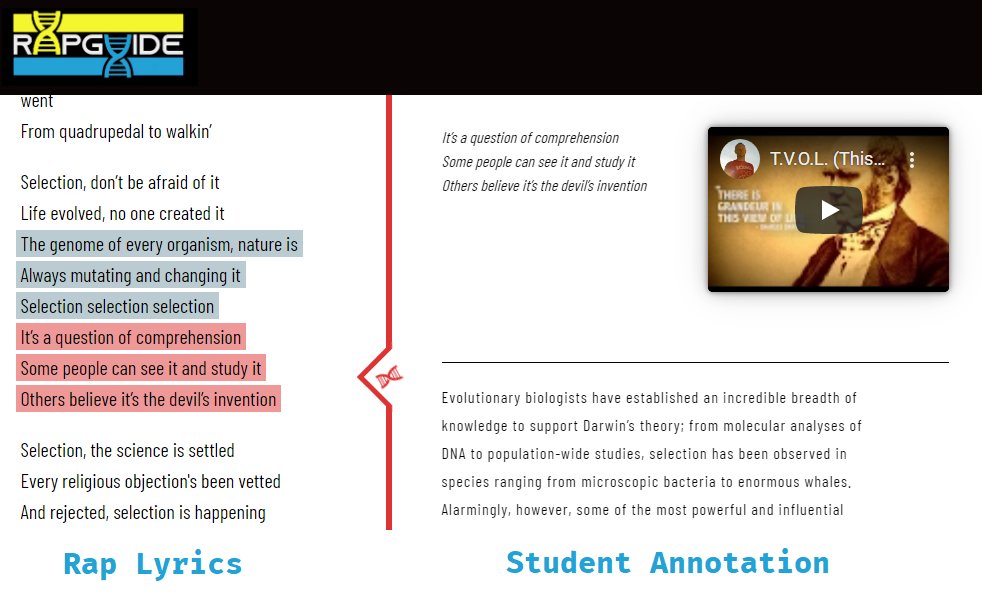 RAPGUIDE
went
From quadrupedal to walkin’
Selection, don’t be afraid of it
Life evolved, no one created it
The genome of every organism, nature is
Always mutating and changing it
Selection selection selection
It’s a question of comprehension
Some people can see it and study it
Others believe it’s the devil’s invention
Selection, the science is settled
Every religious objection's been vetted
And rejected, selection is happening
Rap Lyrics
It’s a question of comprehension
Some people can see it and study it
Others believe it’s the devil’s invention
T.V.O.L. (This...
"THERE IS
GRANDEUR IN
THIS VIEW OF LI
Evolutionary biologists have established an incredible breadth of
knowledge to support Darwin’s theory; from molecular analyses of
DNA to population-wide studies, selection has been observed in
species ranging from microscopic bacteria to enormous whales.
Alarmingly, however, some of the most powerful and influential
Student Annotation